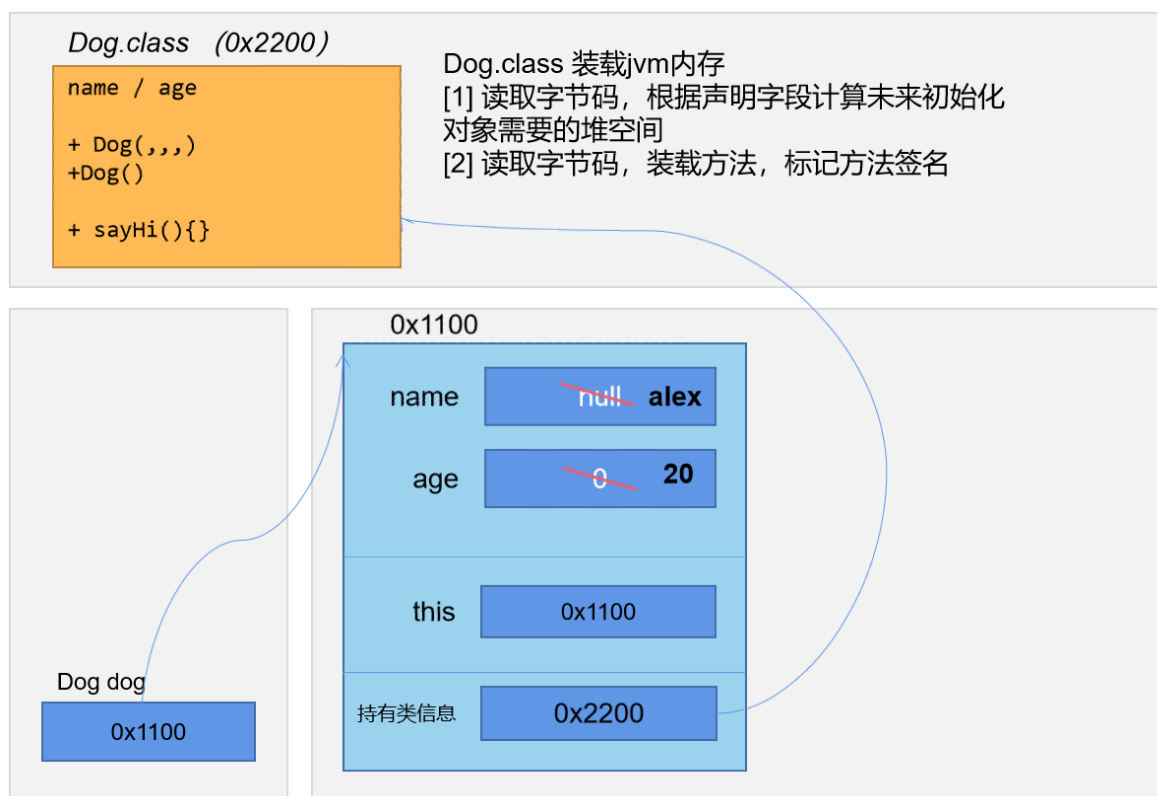 Dog.class （0x2200）
name / age
+ Dog(,,,)
+Dog()
+ sayHi(){}
Dog.class 装载jvm内存
[1] 读取字节码，根据声明字段计算未来初始化
对象需要的堆空间
[2] 读取字节码，装载方法，标记方法签名
0x1100
name null alex
age 0 20
this 0x1100
持有类信息 0x2200
Dog dog
0x1100